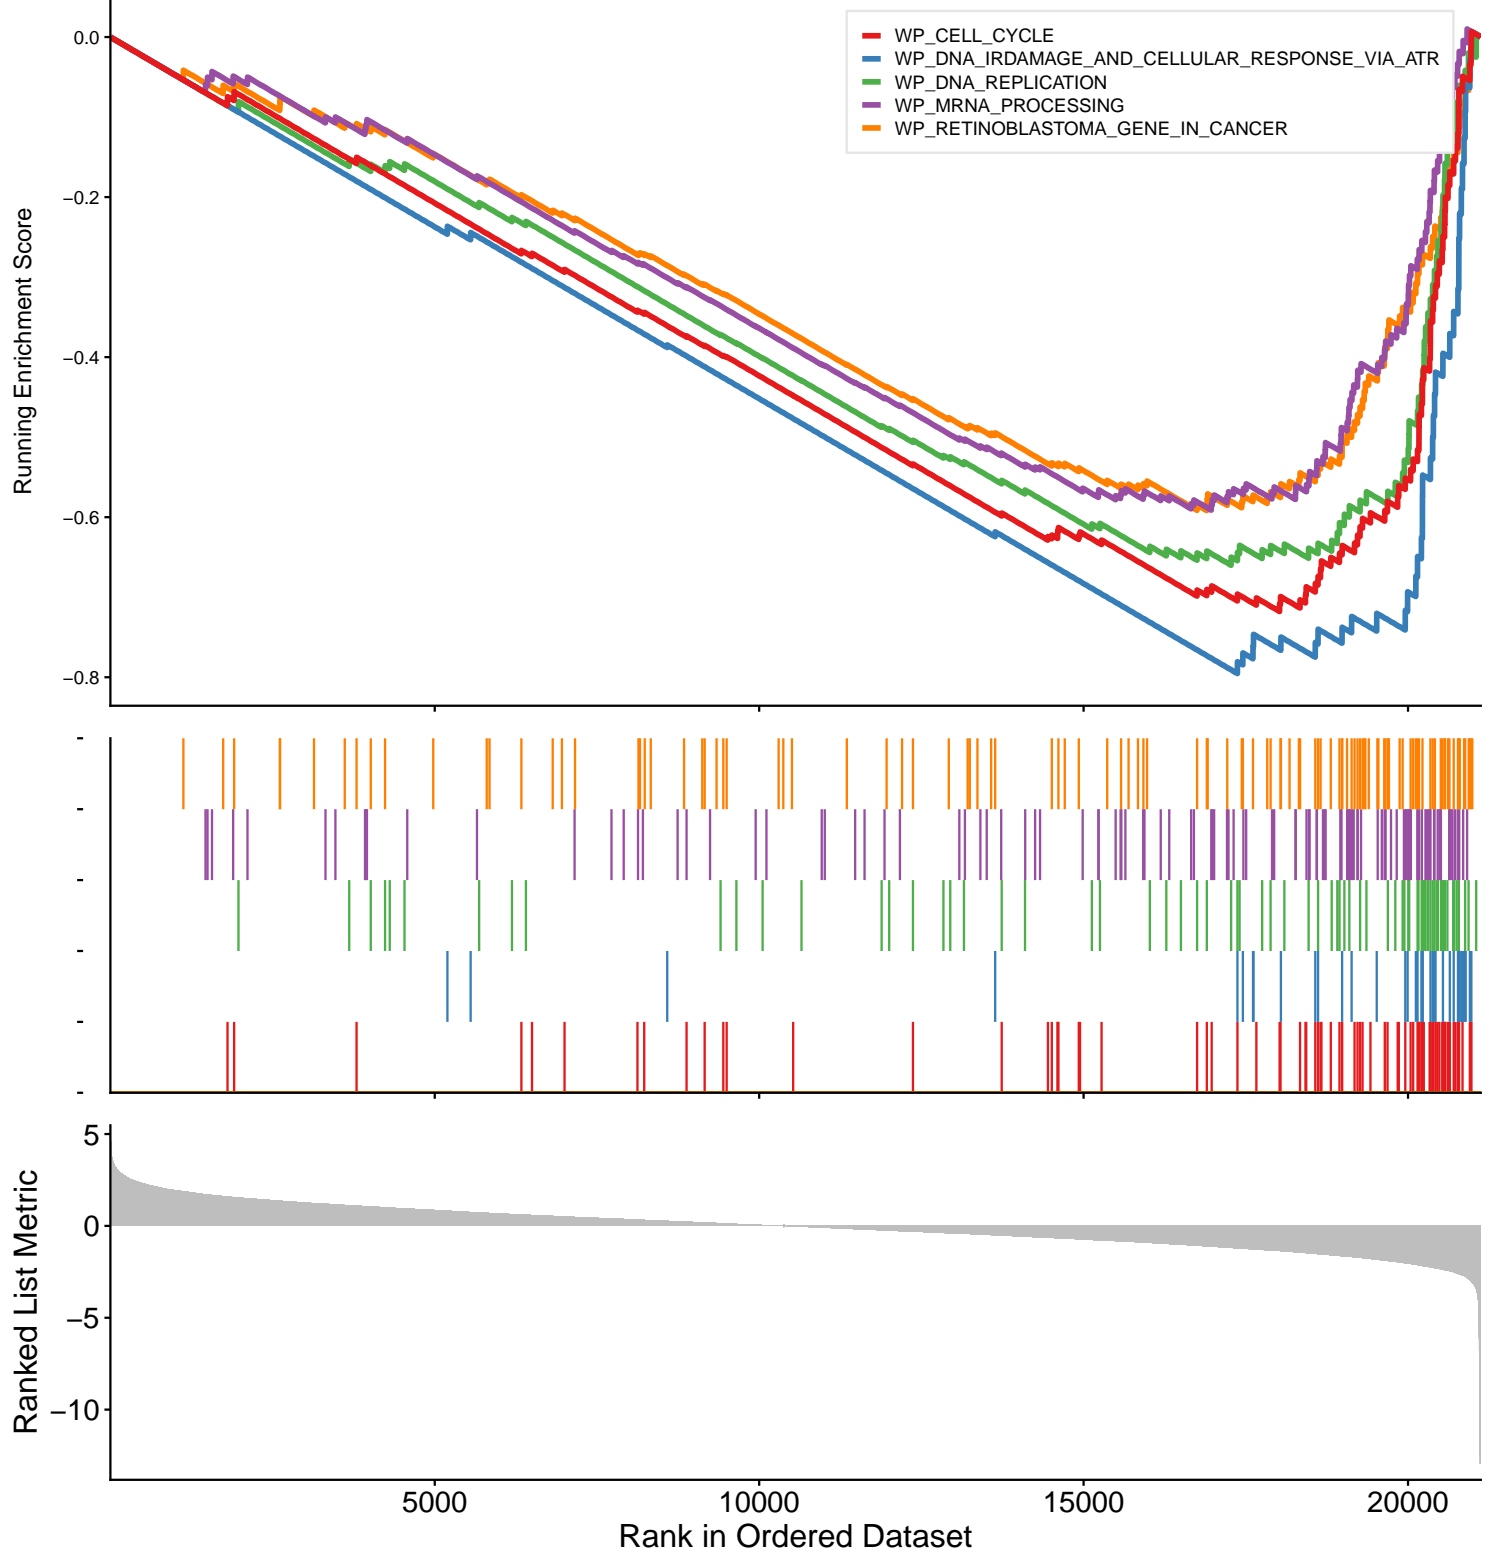 WP_CELL_CYCLE
WP_DNA_IRDAMAGE_AND_CELLULAR_RESPONSE_VIA_ATR
WP_DNA_REPLICATION
WP_MRNA_PROCESSING
WP_RETINOBLASTOMA_GENE_IN_CANCER
Running Enrichment Score
0.0
−0.2
−0.4
−0.6
−0.8
Ranked List Metric
5
0
−5
−10
5000 10000 15000 20000
Rank in Ordered Dataset